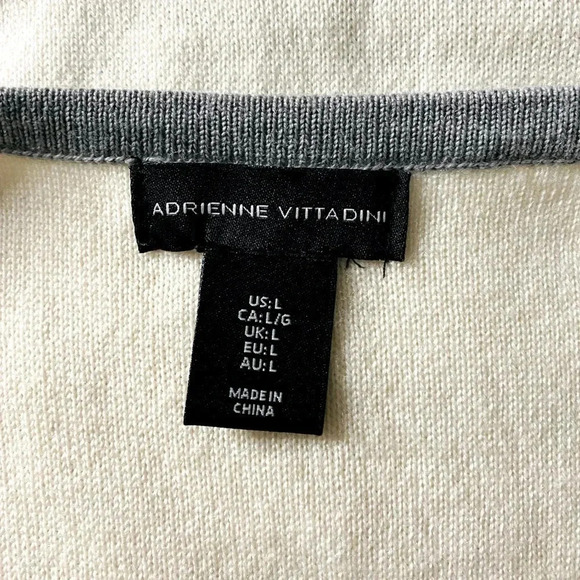 ADRIENNE VITTADINI
US: L
CA: L/G
UK: L
EU: L
AU: L
MADE IN
CHINA